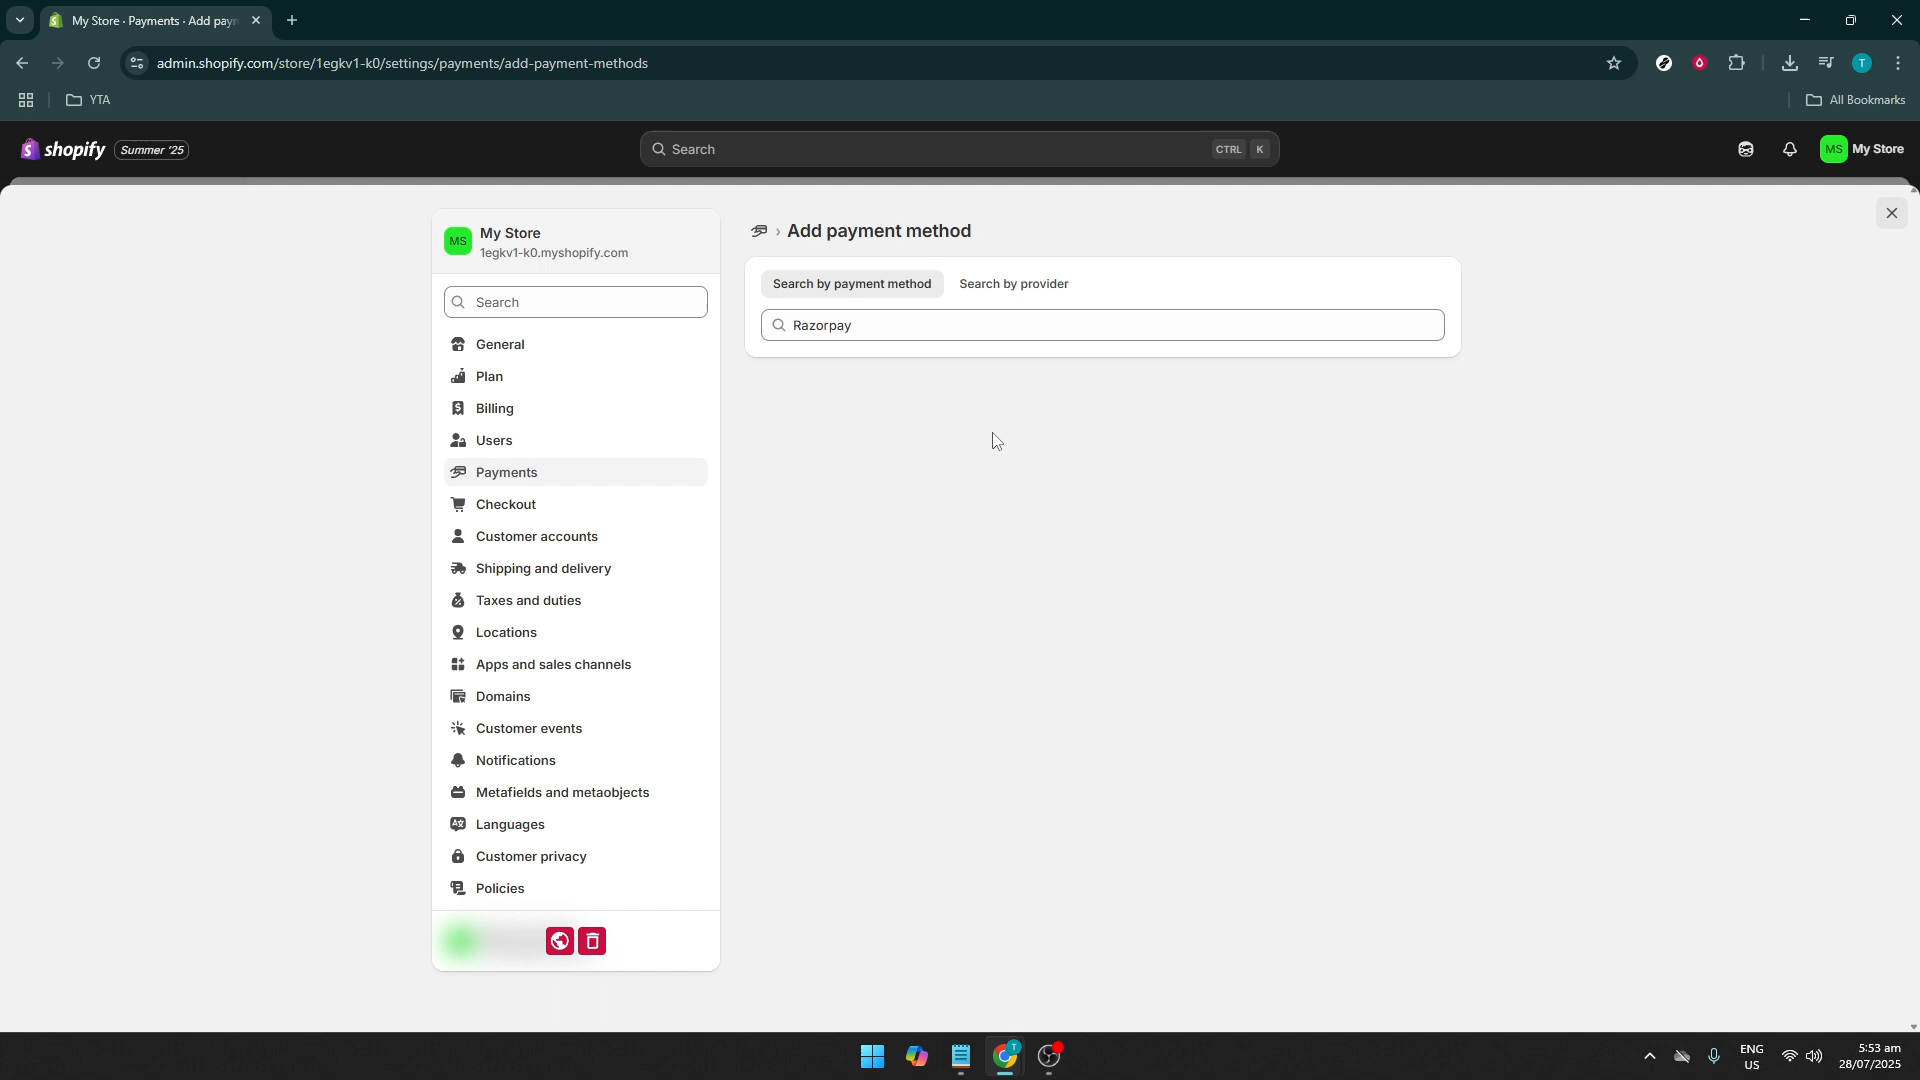 My Store · Payments · Add payn
admin.shopify.com/store/1egkv1-k0/settings/payments/add-payment-methods
T
YTA
All Bookmarks
shopify Summer '25
Search
CTRL K
MS My Store
MS My Store
1egkv1-k0.myshopify.com
Search
General
Plan
Billing
Users
Payments
Checkout
Customer accounts
Shipping and delivery
Taxes and duties
Locations
Apps and sales channels
Domains
Customer events
Notifications
Metafields and metaobjects
Languages
Customer privacy
Policies
› Add payment method
Search by payment method Search by provider
Razorpay
T
ENG
US
5:53 am
28/07/2025